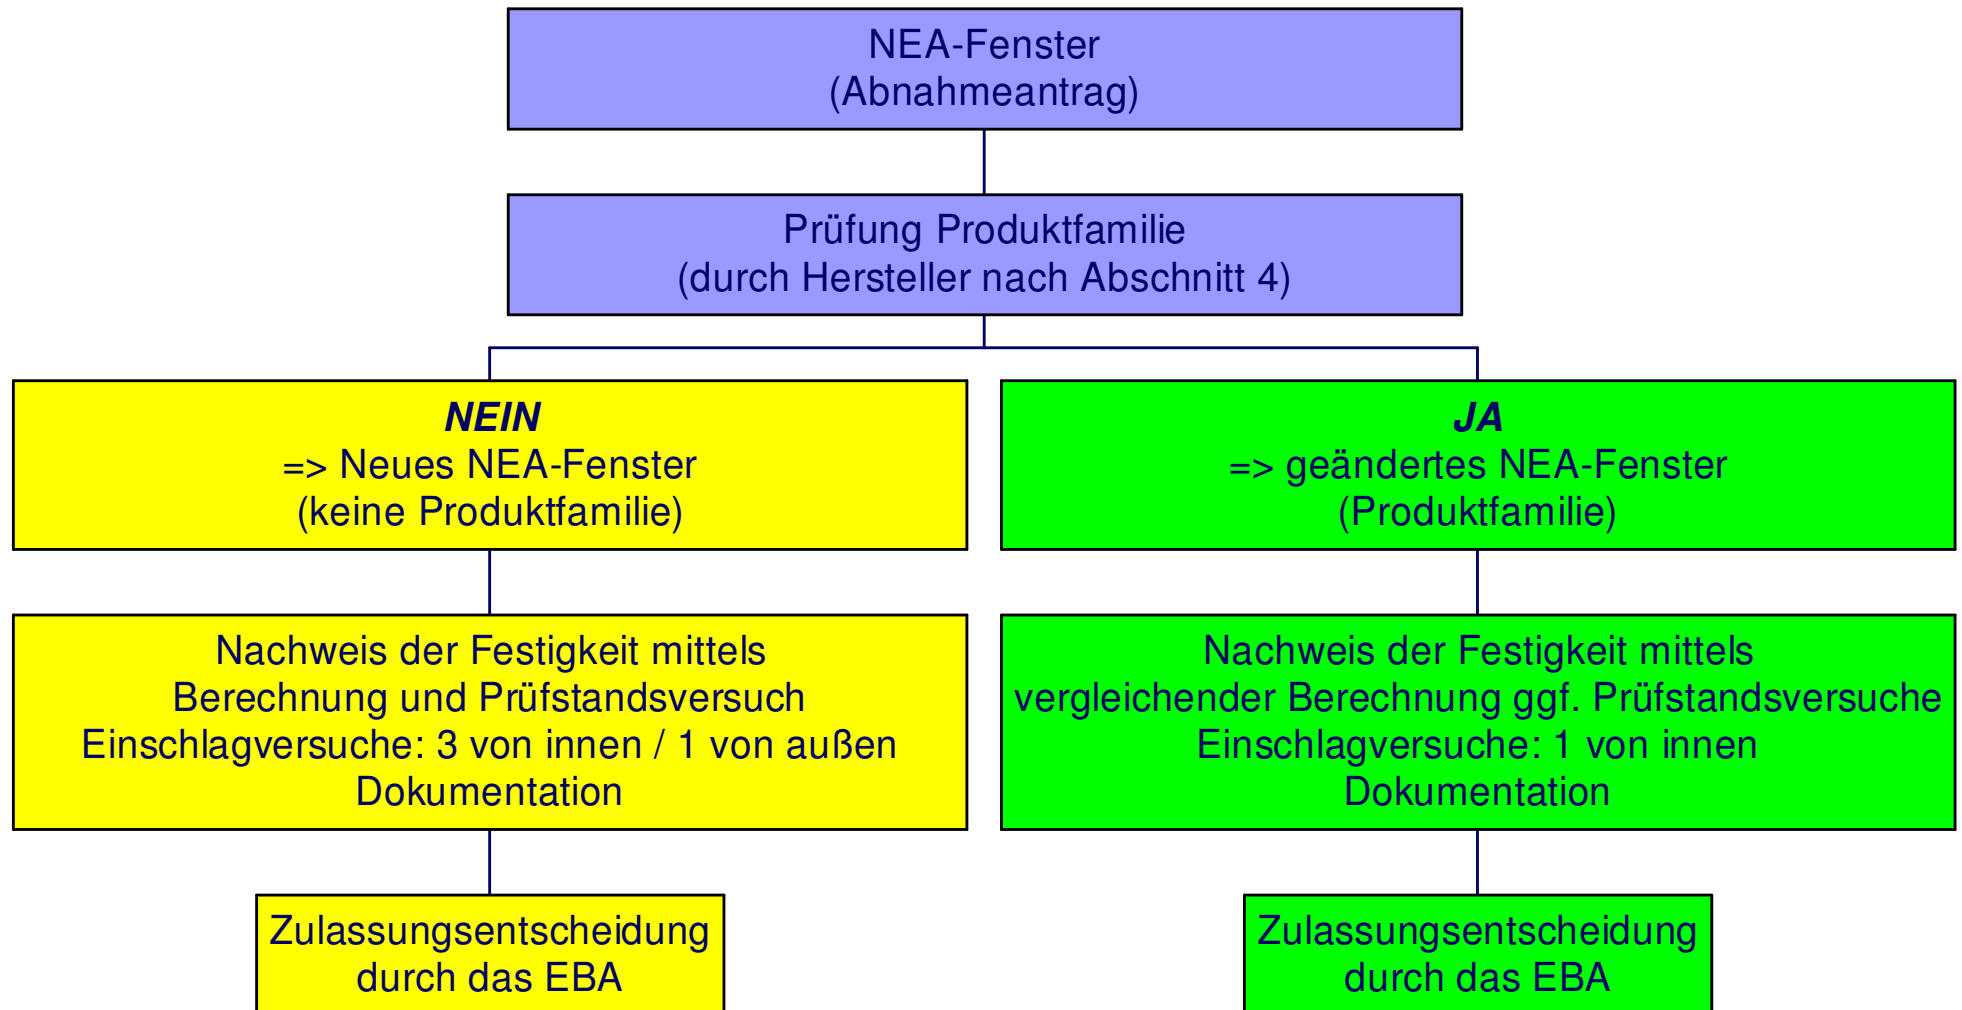 NEA-Fenster
(Abnahmeantrag)
Prüfung Produktfamilie
(durch Hersteller nach Abschnitt 4)
NEIN
=> Neues NEA-Fenster
(keine Produktfamilie)
JA
=> geändertes NEA-Fenster
(Produktfamilie)
Nachweis der Festigkeit mittels
Berechnung und Prüfstandsversuch
Einschlagversuche: 3 von innen / 1 von außen
Dokumentation
Nachweis der Festigkeit mittels
vergleichender Berechnung ggf. Prüfstandsversuche
Einschlagversuche: 1 von innen
Dokumentation
Zulassungsentscheidung
durch das EBA
Zulassungsentscheidung
durch das EBA